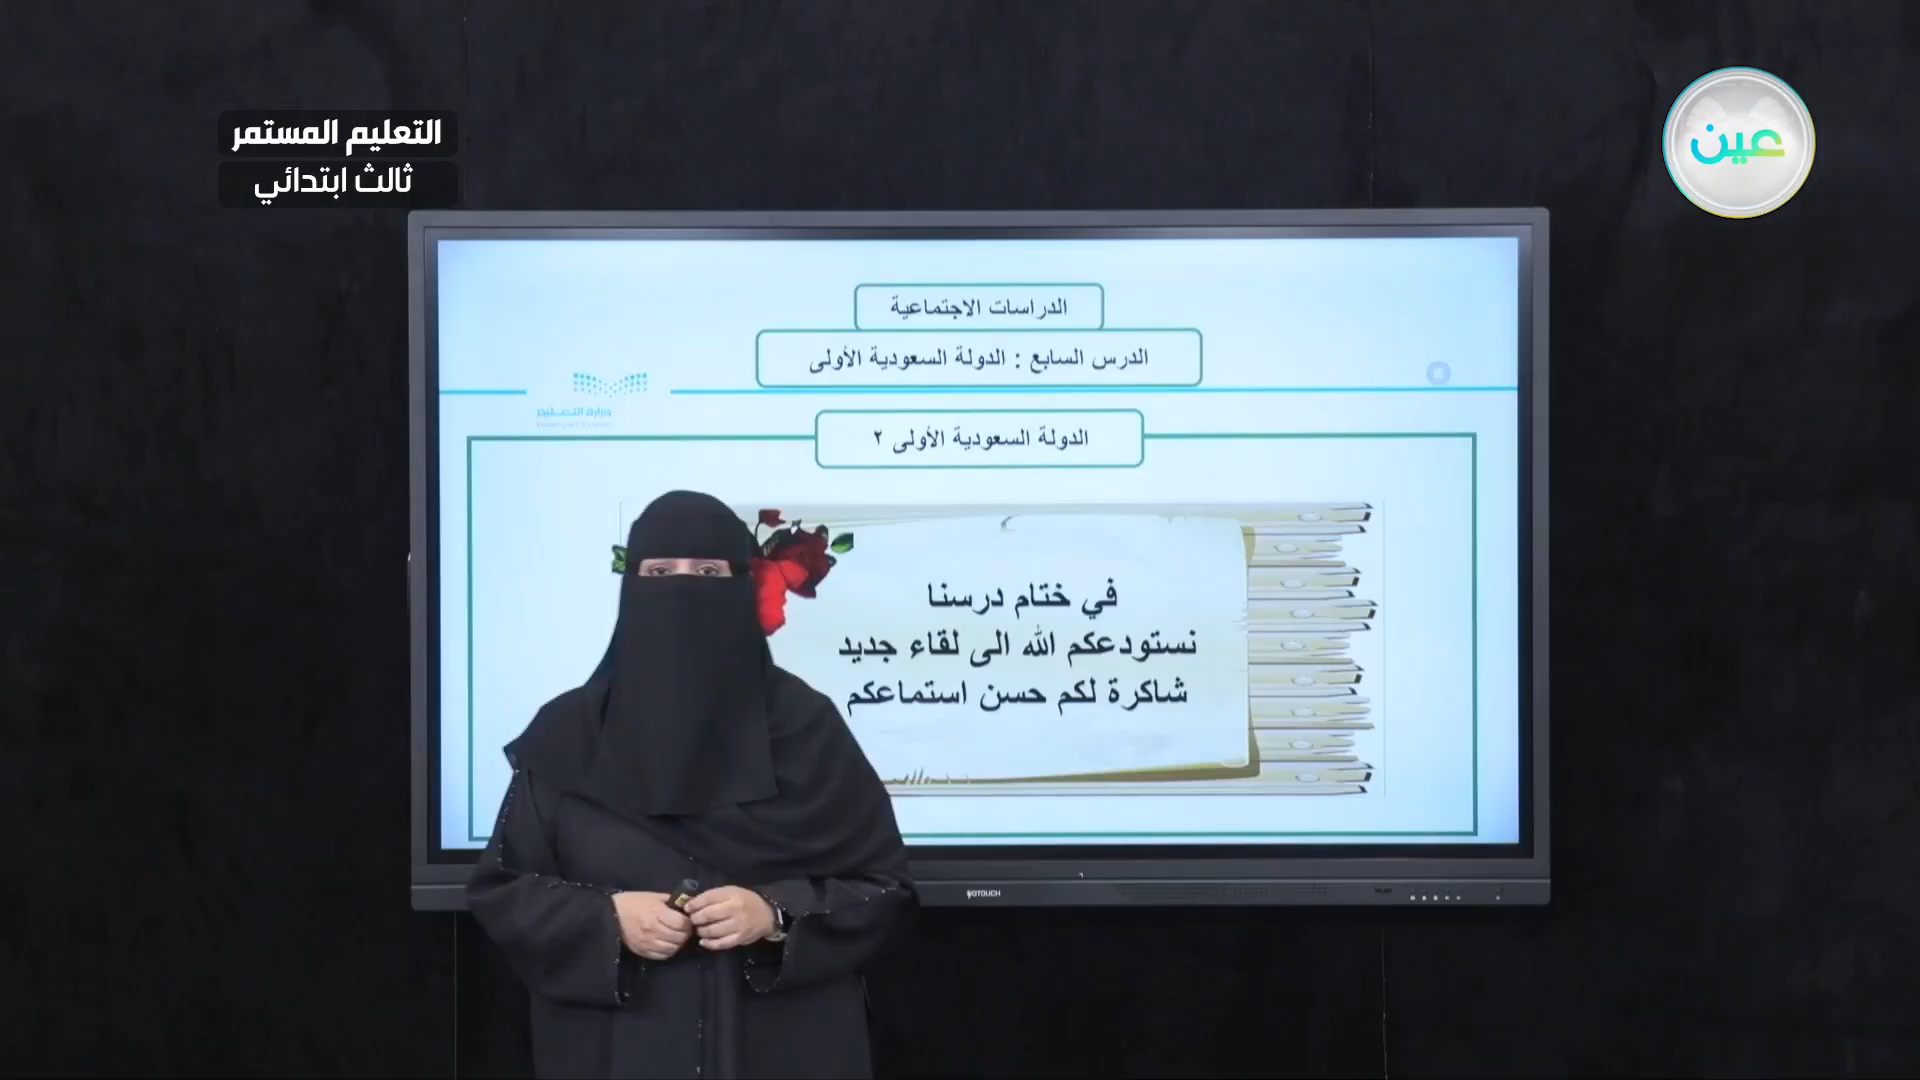 التعليم المستمر
ثالث ابتدائي
عين
الدراسات الاجتماعية
الدرس السابع : الدولة السعودية الأولى
وزارة التعليم
الدولة السعودية الأولى ٢
في ختام درسنا
نستودعكم الله الى لقاء جديد
شاكرة لكم حسن استماعكم
YOTOUCH